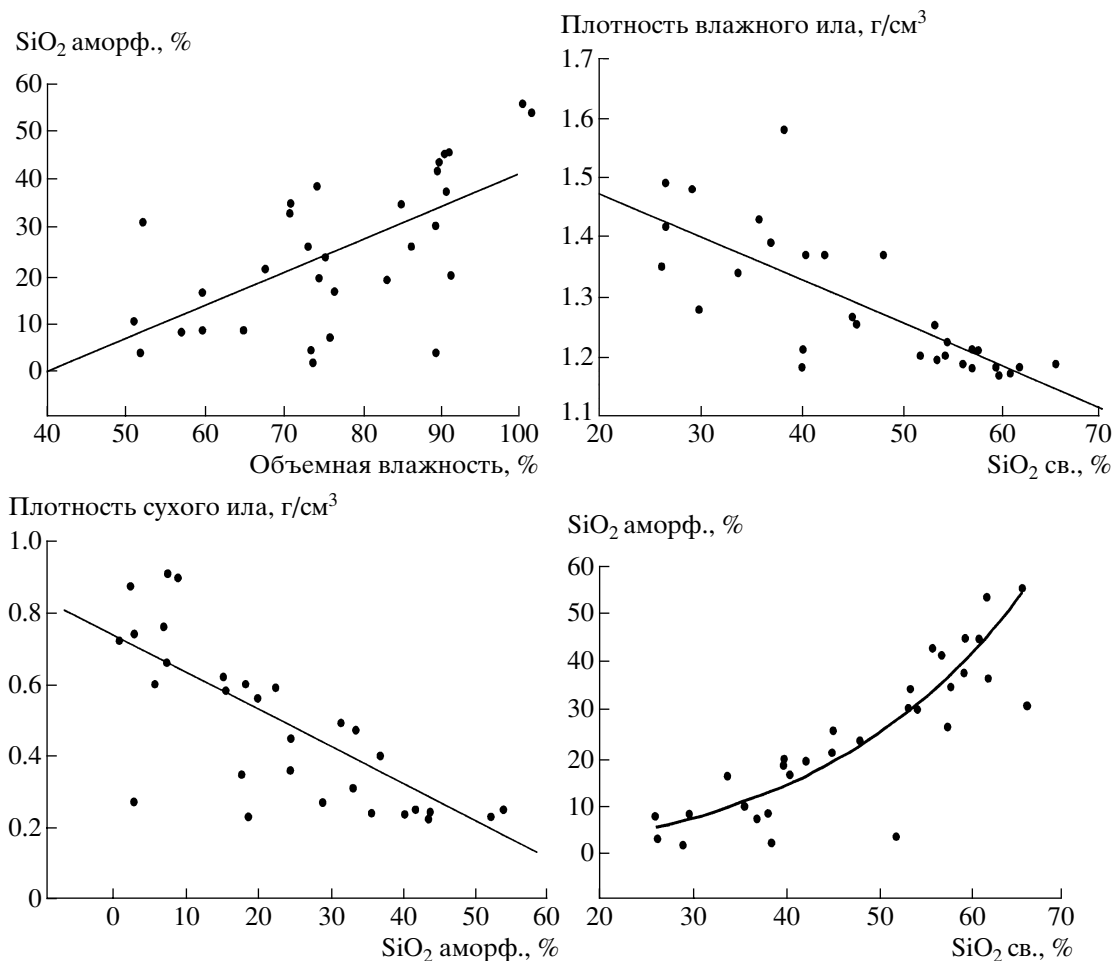 SiO2 аморф., %
60
50
40
30
20
10
0
40 50 60 70 80 90 100
Объемная влажность, %
Плотность влажного ила, г/см3
1.7
1.6
1.5
1.4
1.3
1.2
1.1
20 30 40 50 60 70
SiO2 св., %
Плотность сухого ила, г/см3
1.0
0.8
0.6
0.4
0.2
0
0 10 20 30 40 50 60
SiO2 аморф., %
SiO2 аморф., %
60
50
40
30
20
10
0
20 30 40 50 60 70
SiO2 св., %